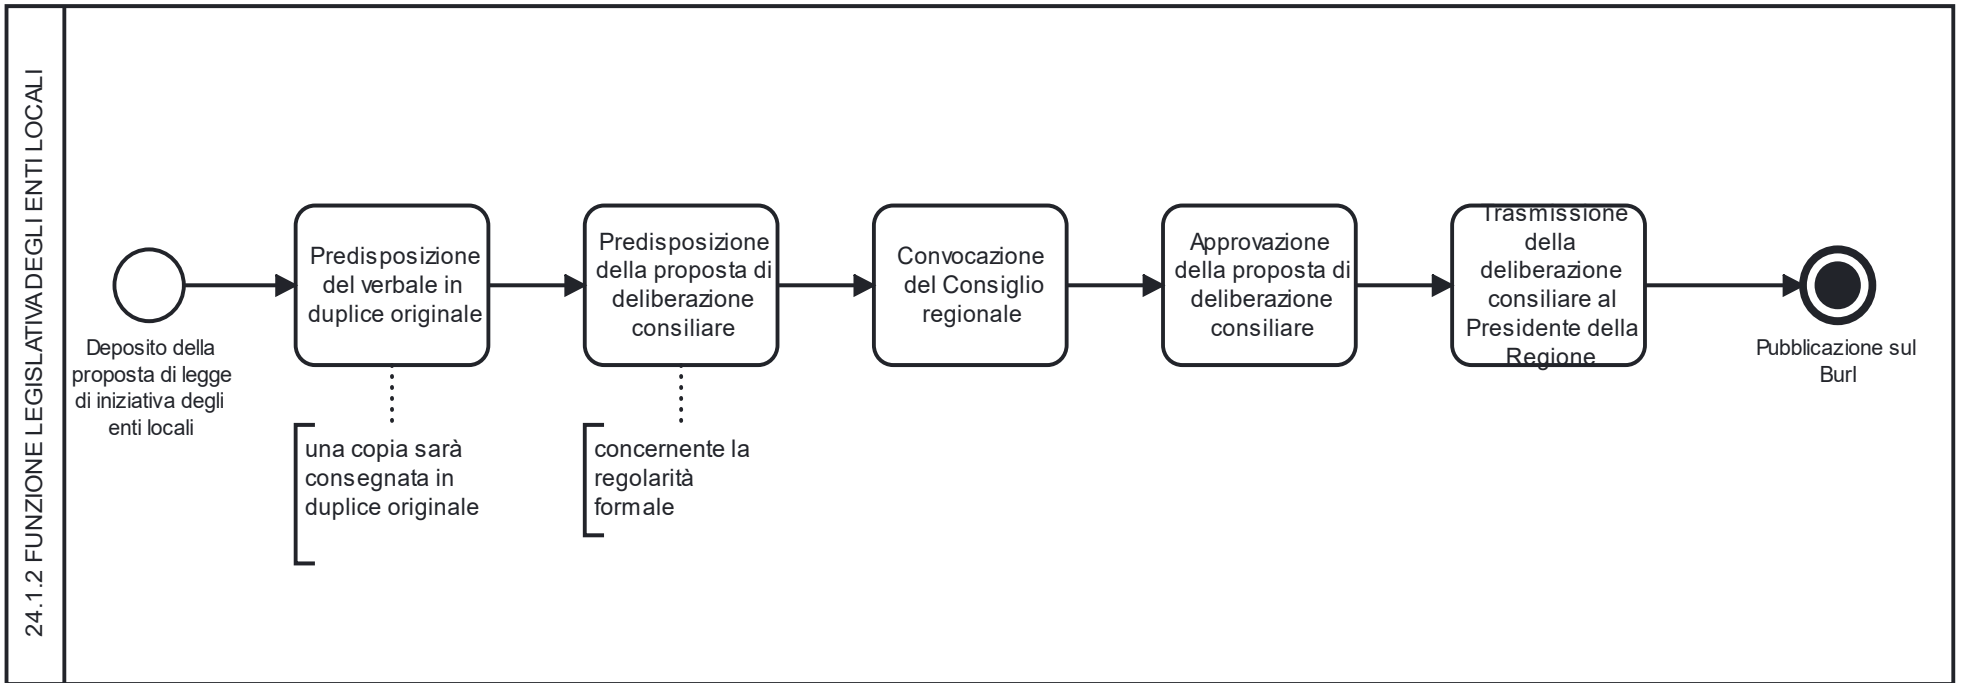 24.1.2 FUNZIONE LEGISLATIVA DEGLI ENTI LOCALI
Deposito della
proposta di legge
di iniziativa degli
enti locali
Predisposizione
del verbale in
duplice originale
una copia sarà
consegnata in
duplice originale
Predisposizione
della proposta di
deliberazione
consiliare
concernente la
regolarità
formale
Convocazione
del Consiglio
regionale
Approvazione
della proposta di
deliberazione
consiliare
Trasmissione
della
deliberazione
consiliare al
Presidente della
Regione
Pubblicazione sul
Burl